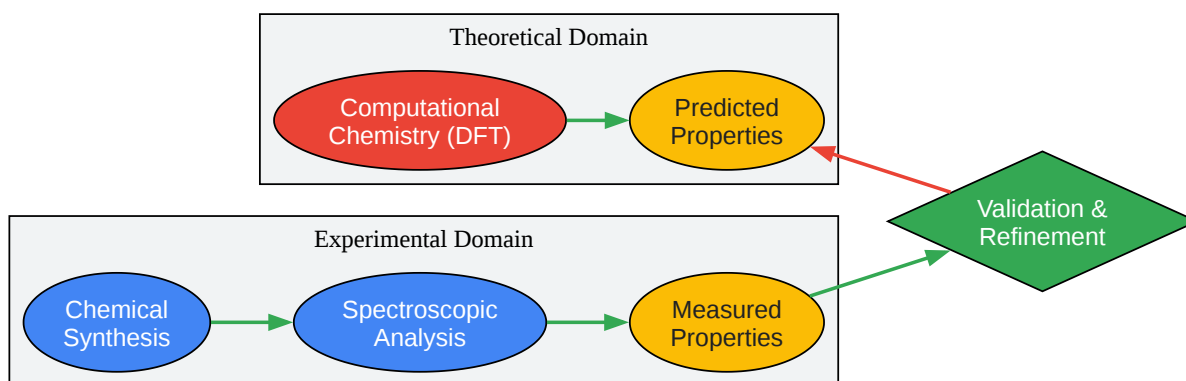 Theoretical Domain
Computational
Chemistry (DFT)
Predicted
Properties
Validation &
Refinement
Experimental Domain
Chemical
Synthesis
Spectroscopic
Analysis
Measured
Properties